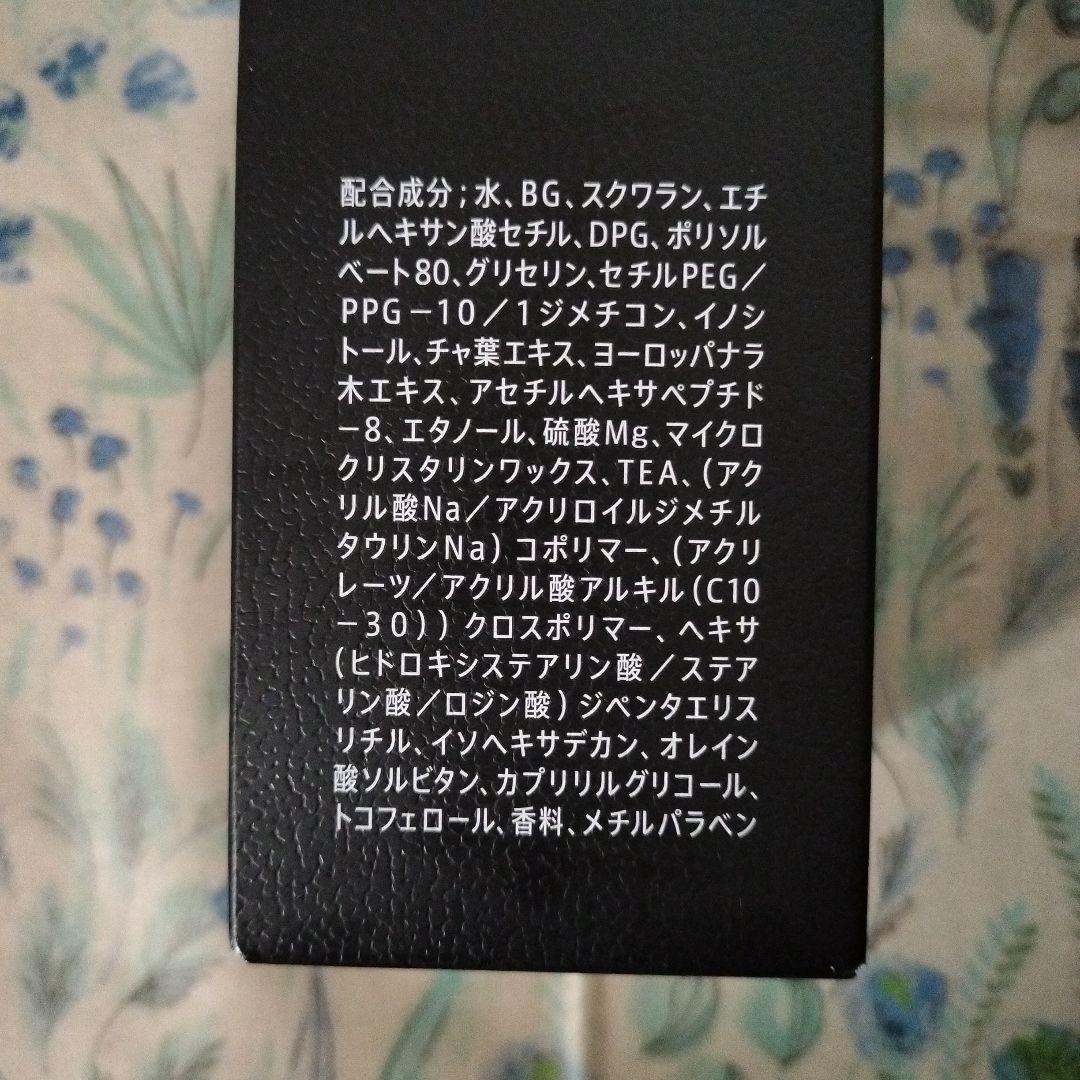 配合成分；水、BG、スクワラン、エチ
ルヘキサン酸セチル、DPG、ポリソル
ベート80、グリセリン、セチルPEG／
PPG－10／1ジメチコン、イノシ
トール、チャ葉エキス、ヨーロッパナラ
木エキス、アセチルヘキサペプチド
－8、エタノール、硫酸Mg、マイクロ
クリスタリンワックス、TEA、（アク
リル酸Na／アクリロイルジメチル
タウリンNa）コポリマー、（アクリ
レーツ／アクリル酸アルキル（C10
－30））クロスポリマー、ヘキサ
（ヒドロキシステアリン酸／ステア
リン酸／ロジン酸）ジペンタエリス
リチル、イソヘキサデカン、オレイン
酸ソルビタン、カプリリルグリコール、
トコフェロール、香料、メチルパラベン